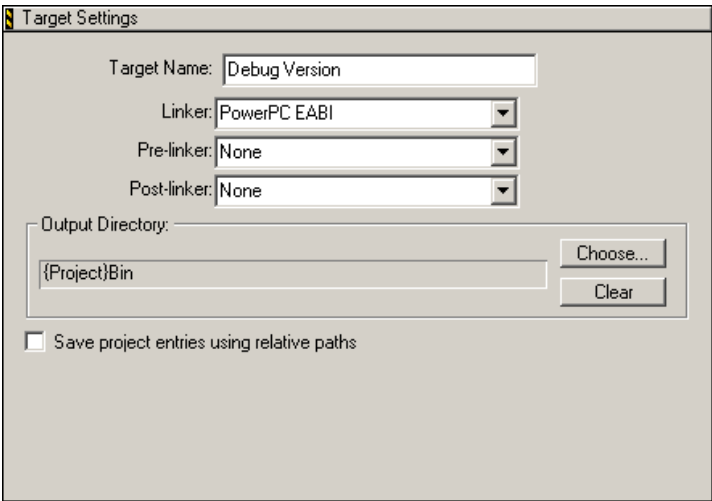 Target Settings
Target Name: Debug Version
Linker: PowerPC EABI
Pre-linker: None
Post-linker: None
Output Directory:
Choose...
{Project}Bin
Clear
Save project entries using relative paths